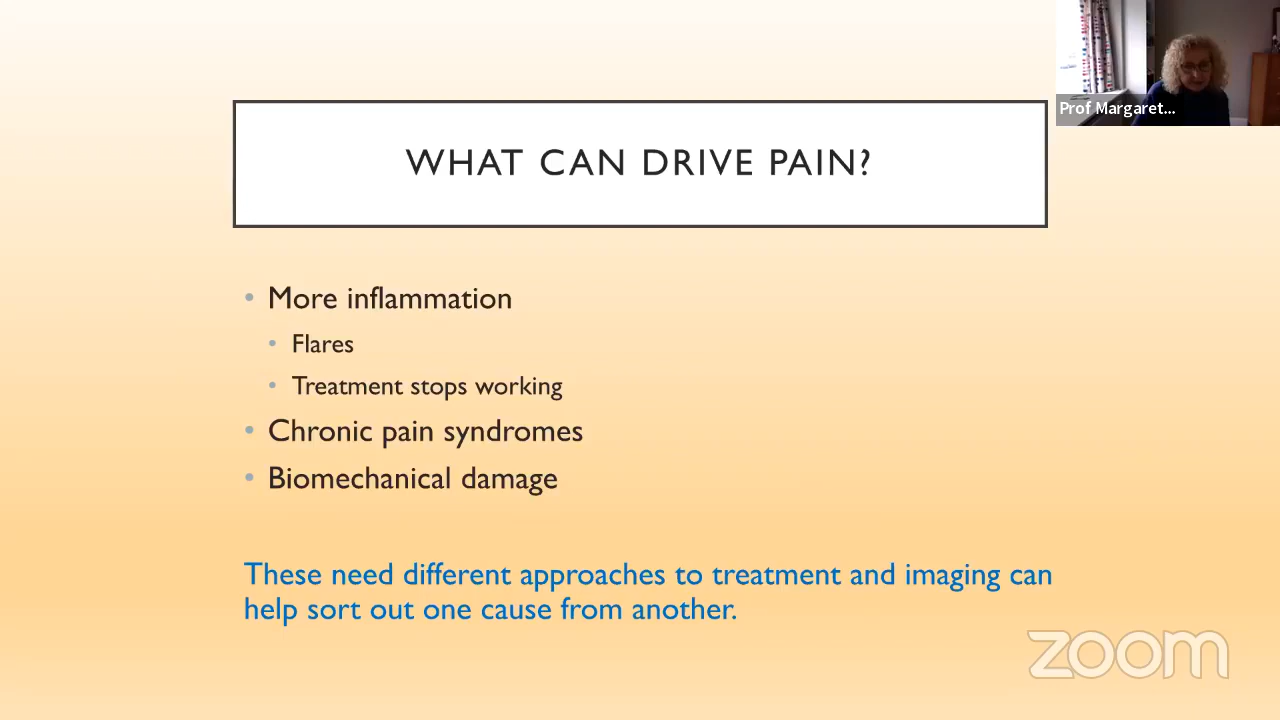 Prof Margaret...
WHAT CAN DRIVE PAIN?
• More inflammation
• Flares
• Treatment stops working
• Chronic pain syndromes
• Biomechanical damage
These need different approaches to treatment and imaging can
help sort out one cause from another.
zoom